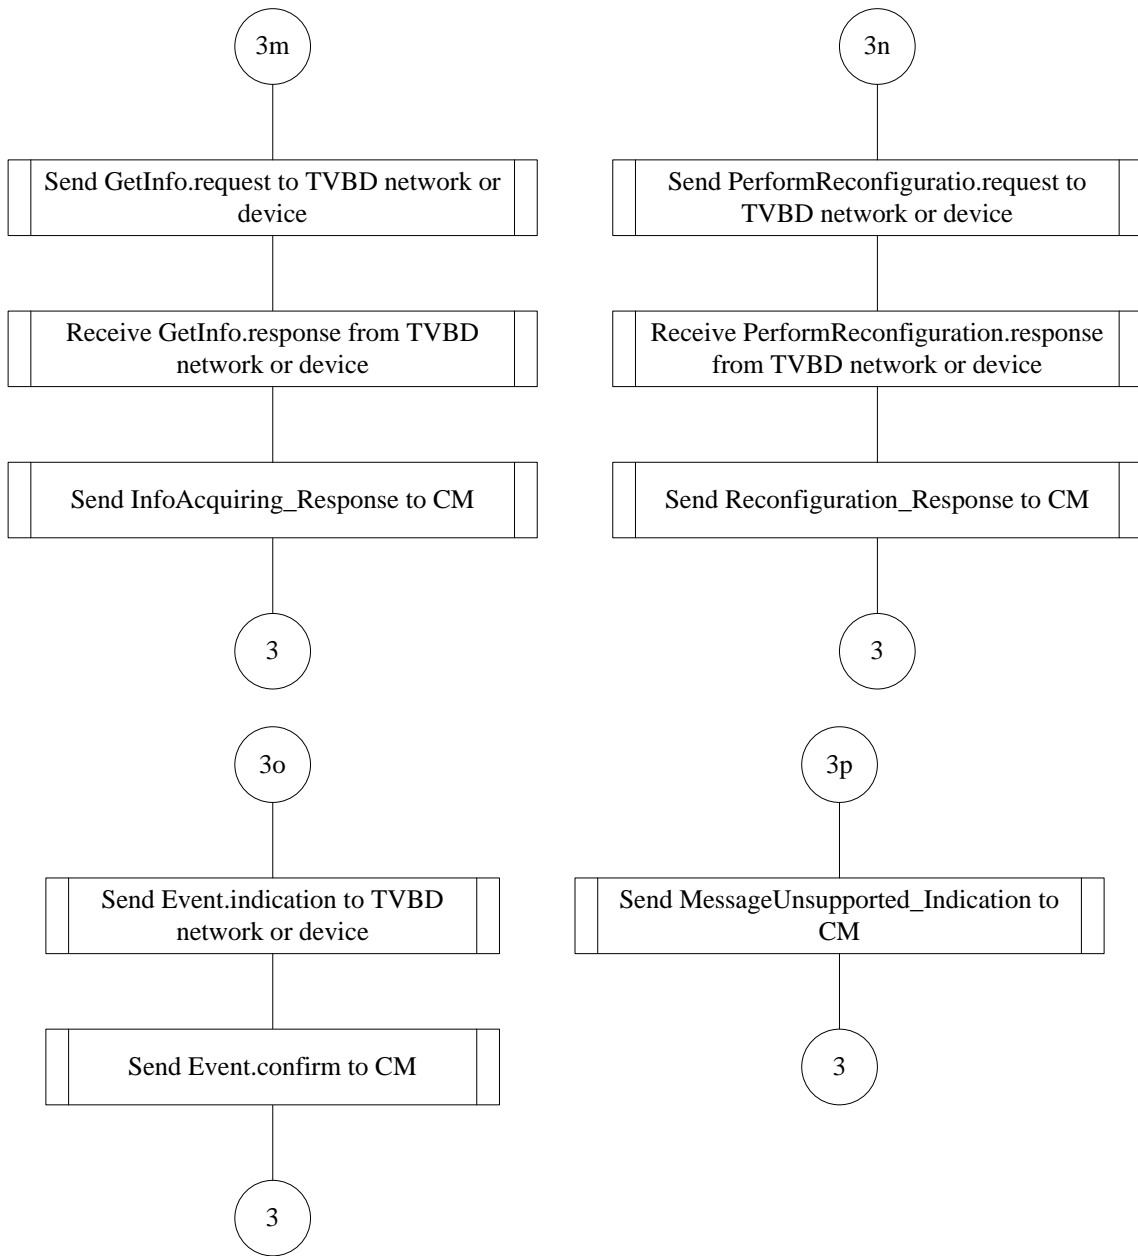 3m
Send GetInfo.request to TVBD network or
device
Receive GetInfo.response from TVBD
network or device
Send InfoAcquiring_Response to CM
3
3n
Send PerformReconfiguratio.request to
TVBD network or device
Receive PerformReconfiguration.response
from TVBD network or device
Send Reconfiguration_Response to CM
3
3o
Send Event.indication to TVBD
network or device
Send Event.confirm to CM
3
3p
Send MessageUnsupported_Indication to
CM
3